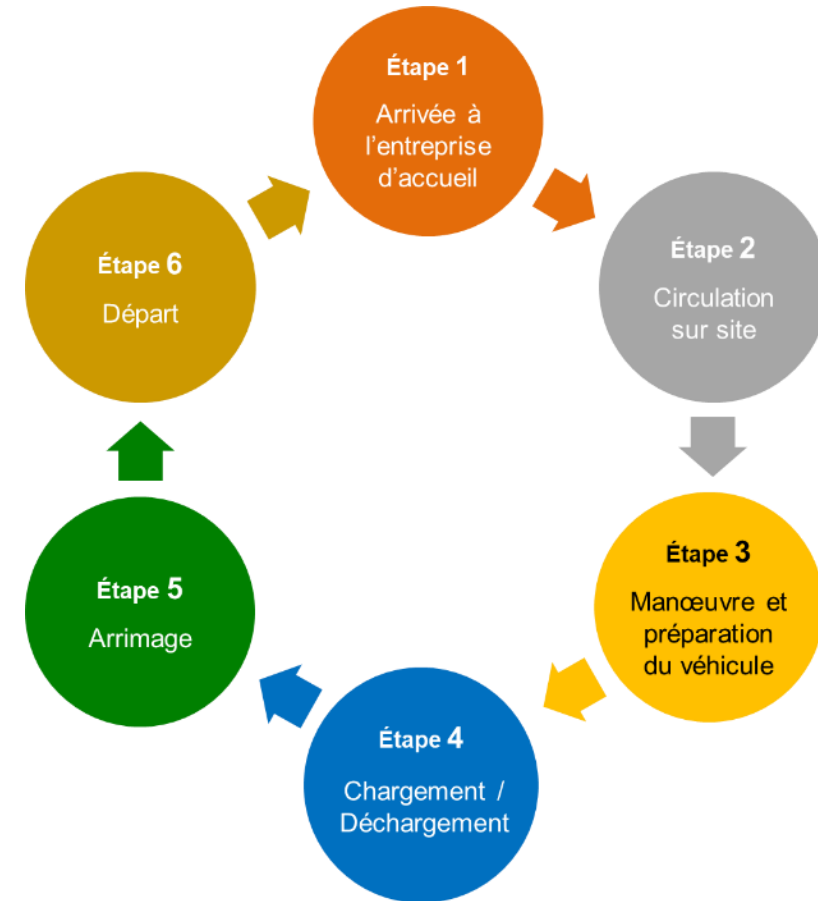 Étape 1
Arrivée à
l'entreprise
d'accueil
Étape 2
Circulation
sur site
Étape 3
Manœuvre et
préparation
du véhicule
Étape 4
Chargement /
Déchargement
Étape 5
Arrimage
Étape 6
Départ